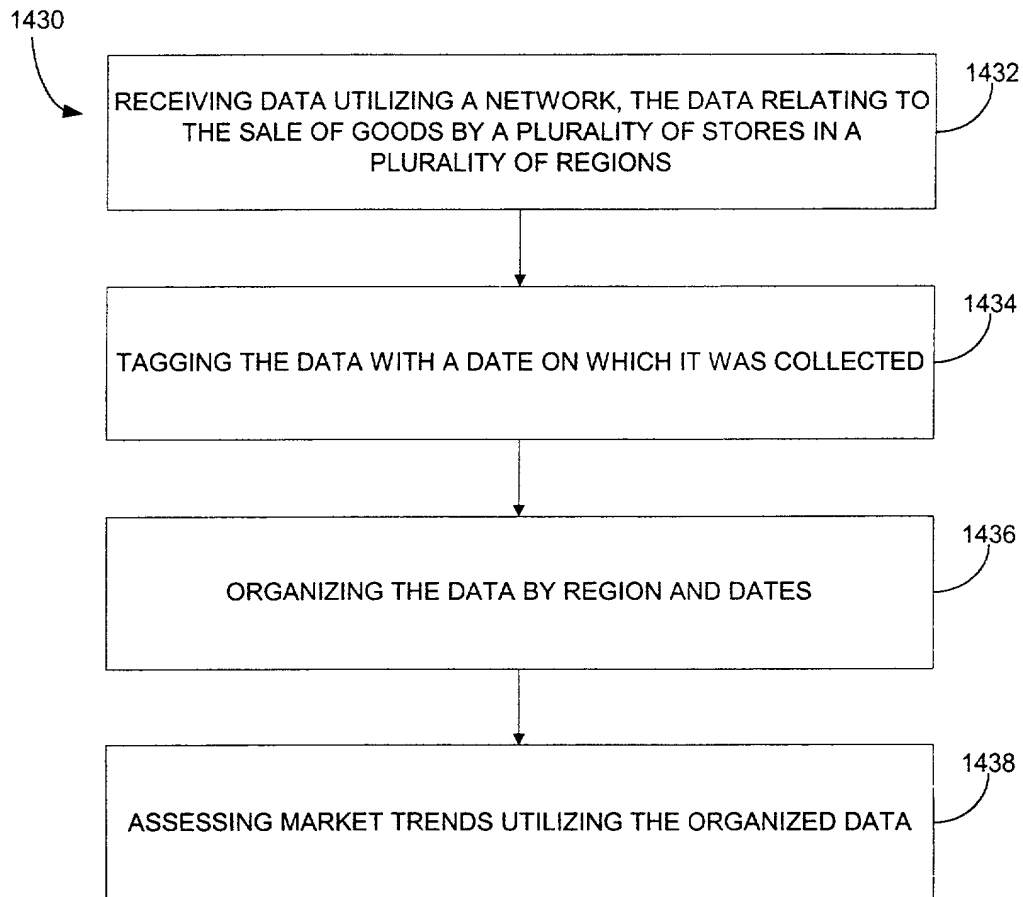 1430
1432
RECEIVING DATA UTILIZING A NETWORK, THE DATA RELATING TO
THE SALE OF GOODS BY A PLURALITY OF STORES IN A
PLURALITY OF REGIONS
1434
TAGGING THE DATA WITH A DATE ON WHICH IT WAS COLLECTED
1436
ORGANIZING THE DATA BY REGION AND DATES
1438
ASSESSING MARKET TRENDS UTILIZING THE ORGANIZED DATA